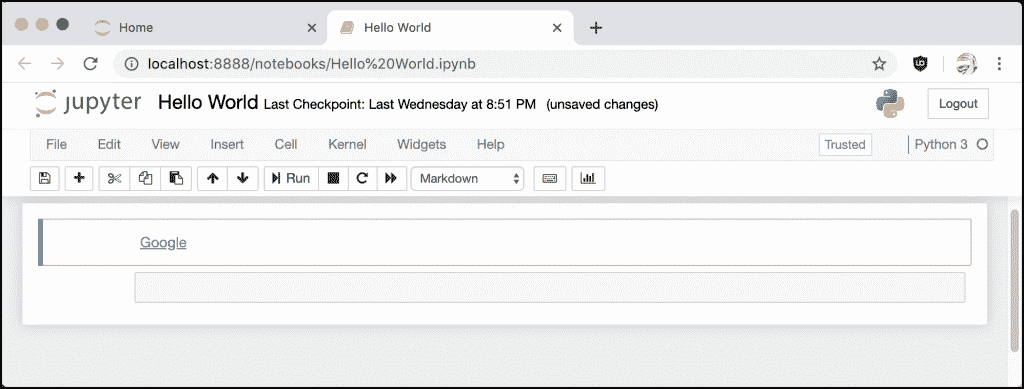 Home
Hello World
localhost:8888/notebooks/Hello%20World.ipynb
jupyter Hello World Last Checkpoint: Last Wednesday at 8:51 PM (unsaved changes)
Logout
File Edit View Insert Cell Kernel Widgets Help
Trusted
Python 3
Run
Markdown
Google